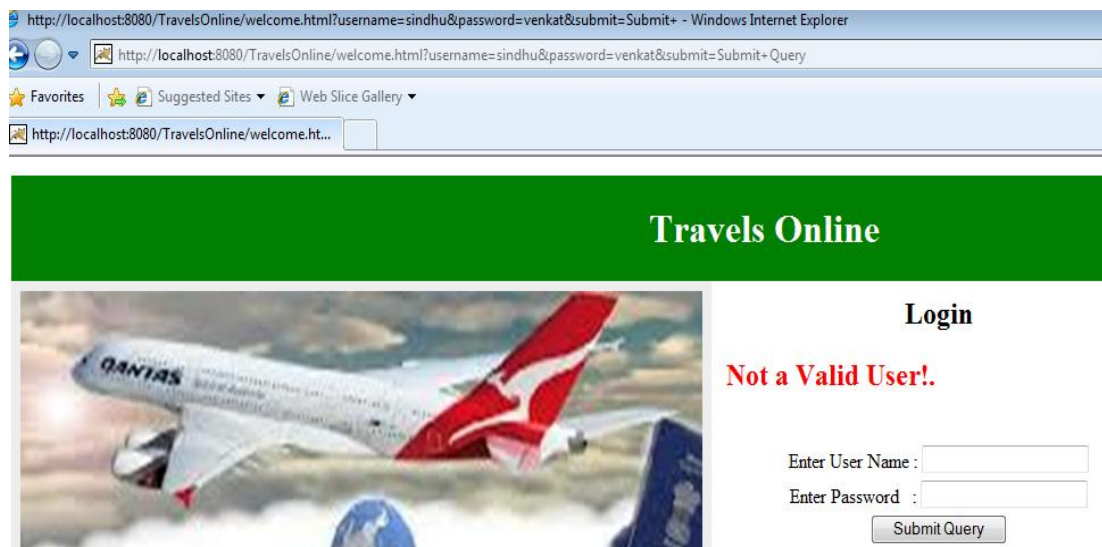 http://localhost:8080/TravelsOnline/welcome.html?username=sindhu&password=venkat&submit=Submit+ - Windows Internet Explorer
http://localhost:8080/TravelsOnline/welcome.html?username=sindhu&password=venkat&submit=Submit+Query
Favorites Suggested Sites Web Slice Gallery
http://localhost:8080/TravelsOnline/welcome.ht...
Travels Online
Login
QANTAS
Not a Valid User!.
Enter User Name :
Enter Password :
Submit Query